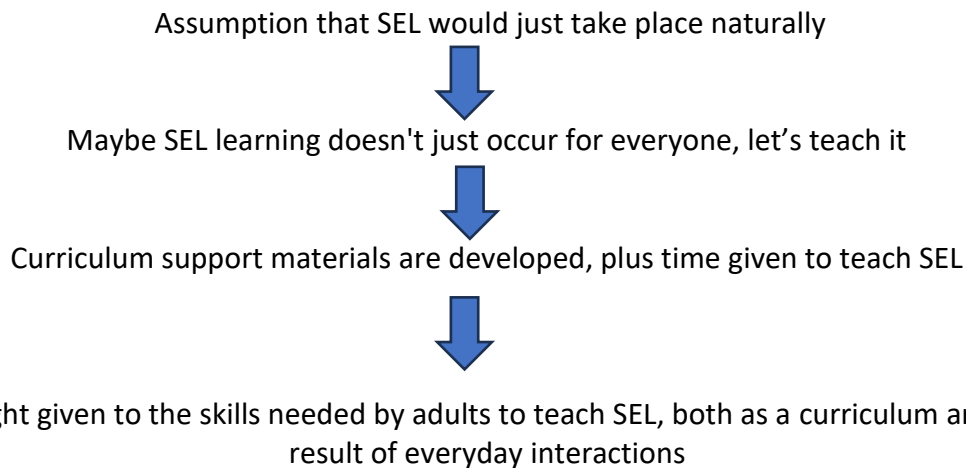 Assumption that SEL would just take place naturally
Maybe SEL learning doesn't just occur for everyone, let’s teach it
Curriculum support materials are developed, plus time given to teach SEL
given to the skills needed by adults to teach SEL, both as a curriculum
result of everyday interactions